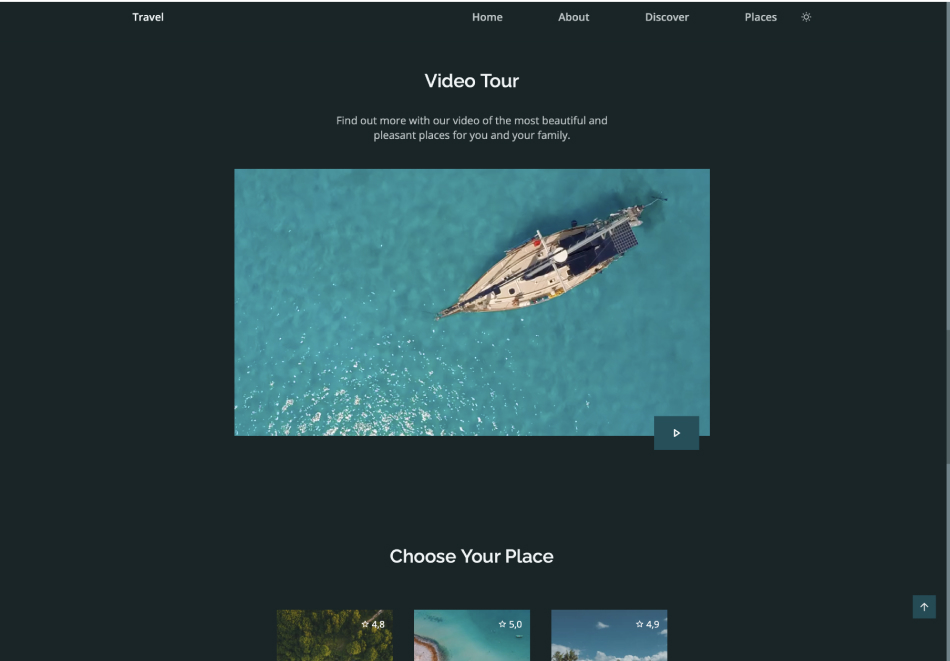 Travel
Home
About
Discover
Places
Video Tour
Find out more with our video of the most beautiful and
pleasant places for you and your family.
Choose Your Place
4,8
5,0
4,9